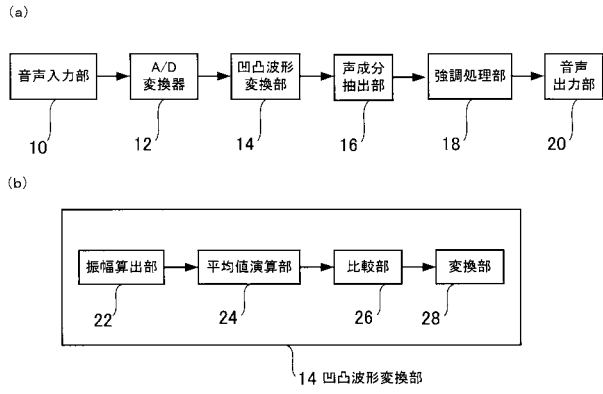 (a)
音声入力部
A/D
変換器
凹凸波形
変換部
声成分
抽出部
強調処理部
音声
出力部
10
12
14
16
18
20
(b)
振幅算出部
平均値演算部
比較部
変換部
22
24
26
28
14 凹凸波形変換部